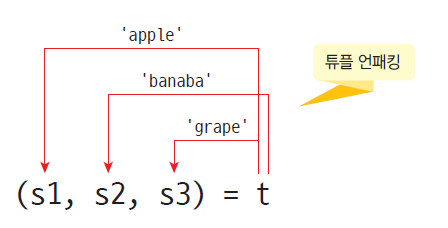 'apple'
튜플 언패킹
'banaba'
'grape'
(s1, s2, s3) = t